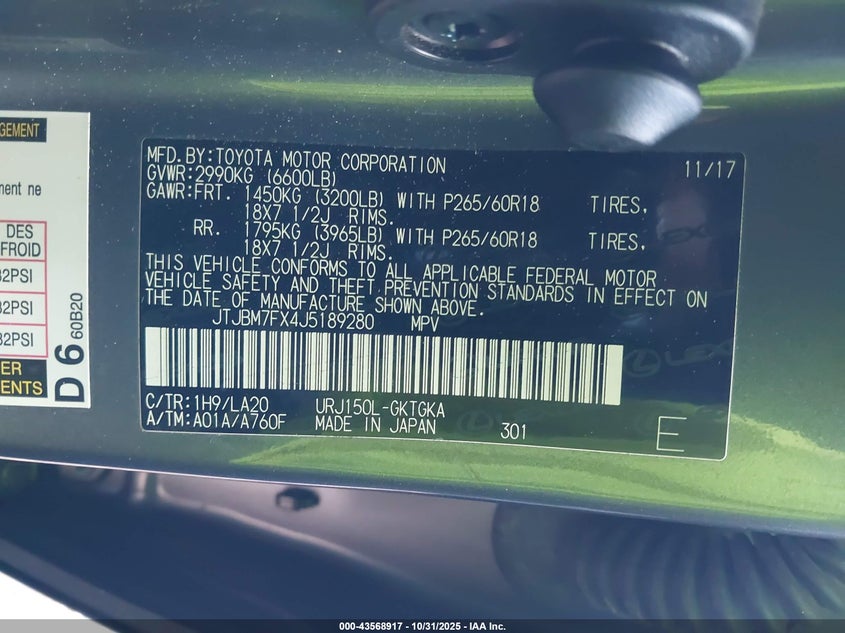 GEMENT
ment ne
DES
FROID
32PSI
32PSI
32PSI
ER
ENTS
D6 60B20
MFD.BY:TOYOTA MOTOR CORPORATION 11/17
GVWR:2990KG (6600LB)
GAWR:FRT. 1450KG (3200LB) WITH P265/60R18 TIRES,
18X7 1/2J RIMS.
RR. 1795KG (3965LB) WITH P265/60R18 TIRES,
18X7 1/2J RIMS.
THIS VEHICLE CONFORMS TO ALL APPLICABLE FEDERAL MOTOR
VEHICLE SAFETY AND THEFT PREVENTION STANDARDS IN EFFECT ON
THE DATE OF MANUFACTURE SHOWN ABOVE.
JTJBM7FX4J5189280 MPV
C/TR:1H9/LA20 URJ150L-GKTGKA
A/TM:A01A/A760F MADE IN JAPAN 301 E
000-43568917 - 10/31/2025 - IAA Inc.